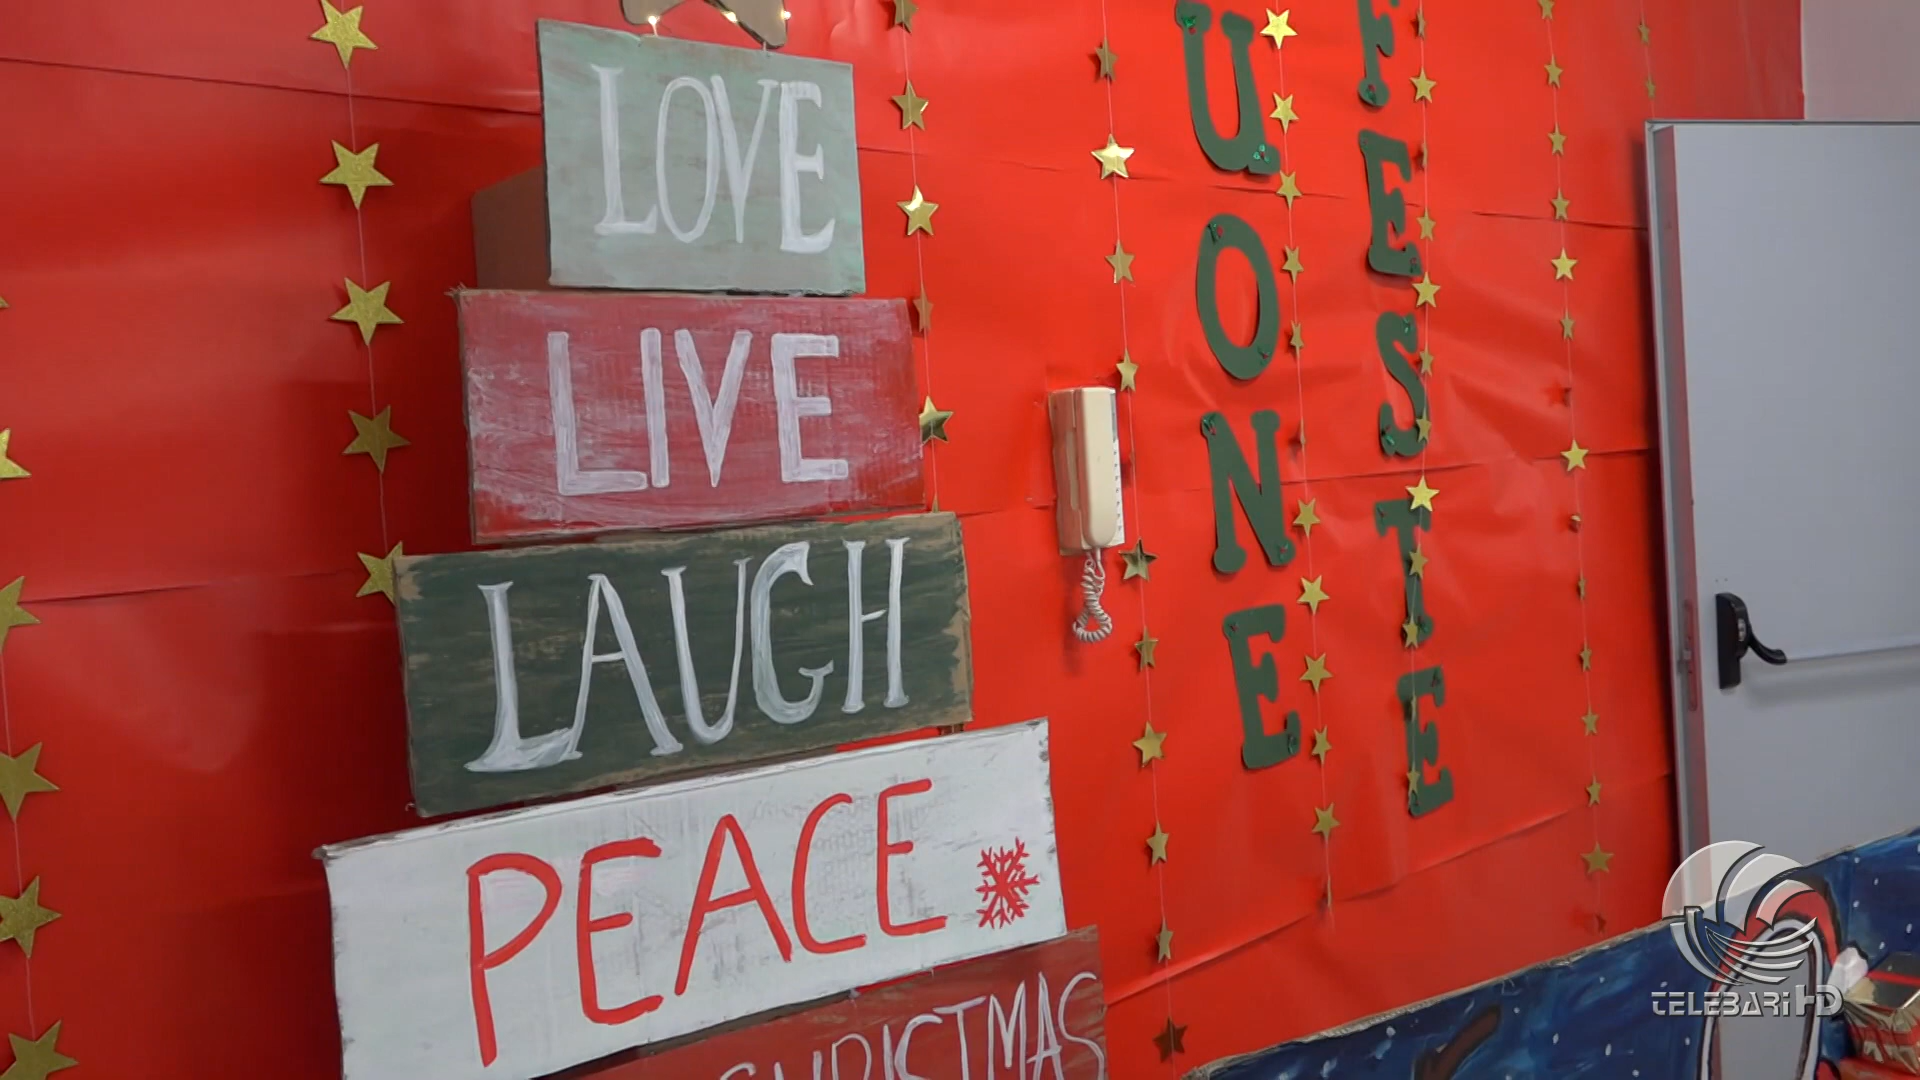 LOVE
LIVE
LAUGH
PEACE
CHRISTMAS
UONE
FESTE
TELEBARI HD